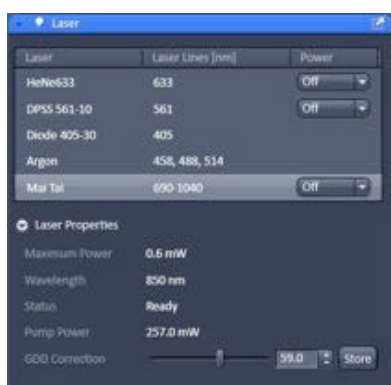 Laser
Laser Laser Lines [nm] Power
HeNe633 633 Off
DPSS 561-10 561 Off
Diode 405-30 405
Argon 458, 488, 514
Mai Tai 690-1040 Off
Laser Properties
Maximum Power 0.6 mW
Wavelength 850 nm
Status Ready
Pump Power 257.0 mW
GDD Correction 59.0 Store